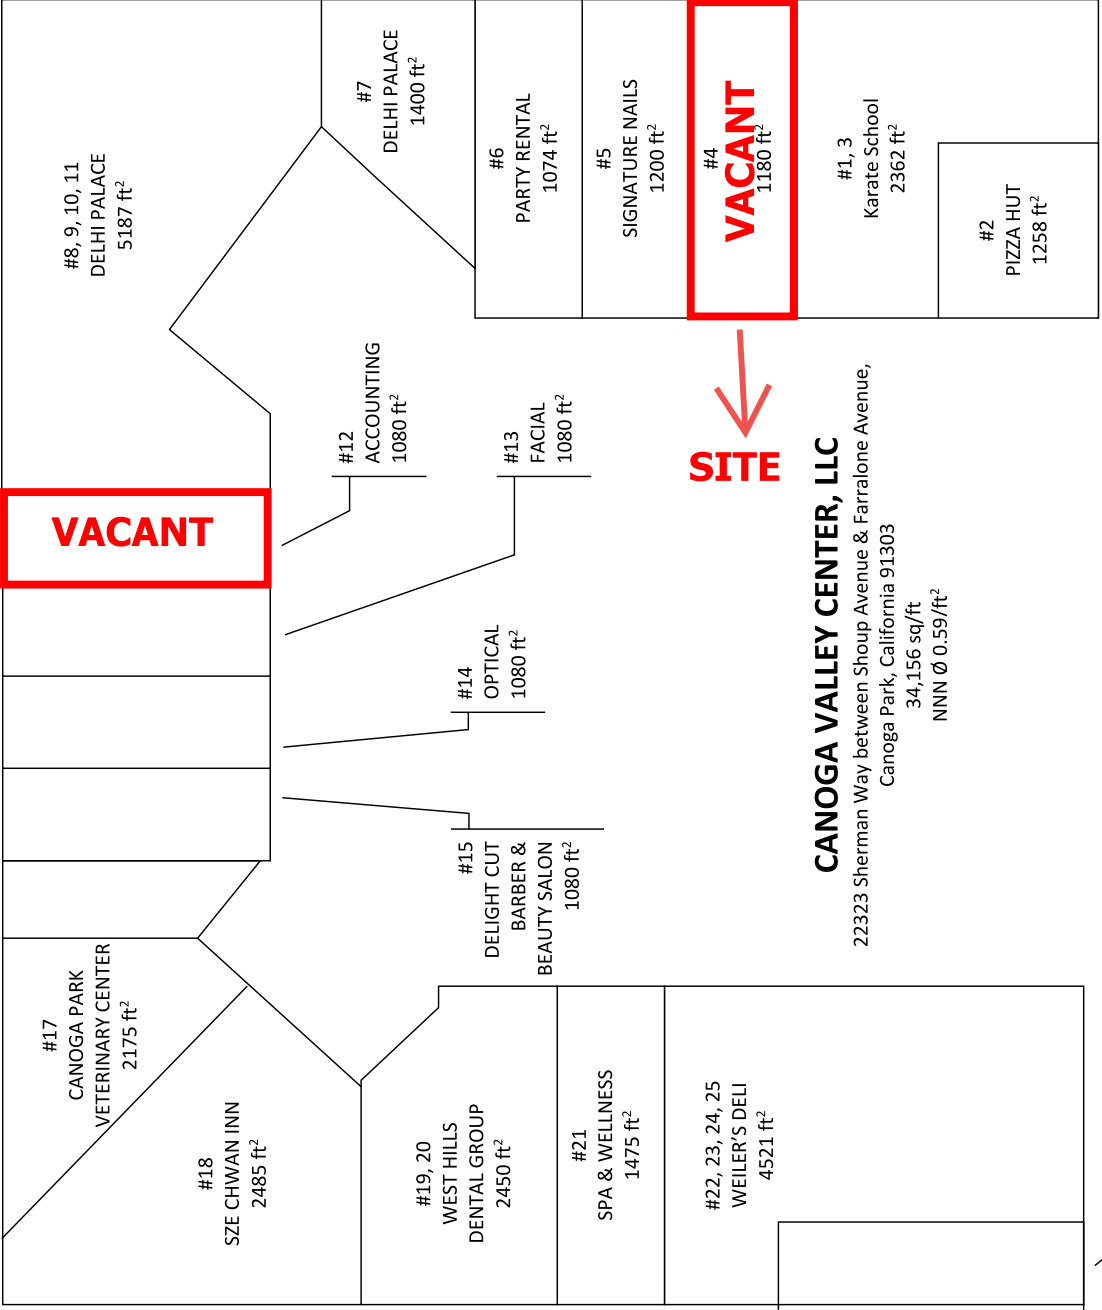 #8, 9, 10, 11
DELHI PALACE
5187 ft²
#7
DELHI PALACE
1400 ft²
#6
PARTY RENTAL
1074 ft²
#5
SIGNATURE NAILS
1200 ft²
#4
VACANT
1180 ft²
#1, 3
Karate School
2362 ft²
#2
PIZZA HUT
1258 ft²
SITE
VACANT
#12
ACCOUNTING
1080 ft²
#13
FACIAL
1080 ft²
#14
OPTICAL
1080 ft²
#15
DELIGHT CUT
BARBER &
BEAUTY SALON
1080 ft²
CANOGA VALLEY CENTER, LLC
22323 Sherman Way between Shoup Avenue & Farralone Avenue,
Canoga Park, California 91303
34,156 sq/ft
NNN Ø 0.59/ft²
#17
CANOGA PARK
VETERINARY CENTER
2175 ft²
#18
SZE CHWAN INN
2485 ft²
#19, 20
WEST HILLS
DENTAL GROUP
2450 ft²
#21
SPA & WELLNESS
1475 ft²
#22, 23, 24, 25
WEILER’S DELI
4521 ft²